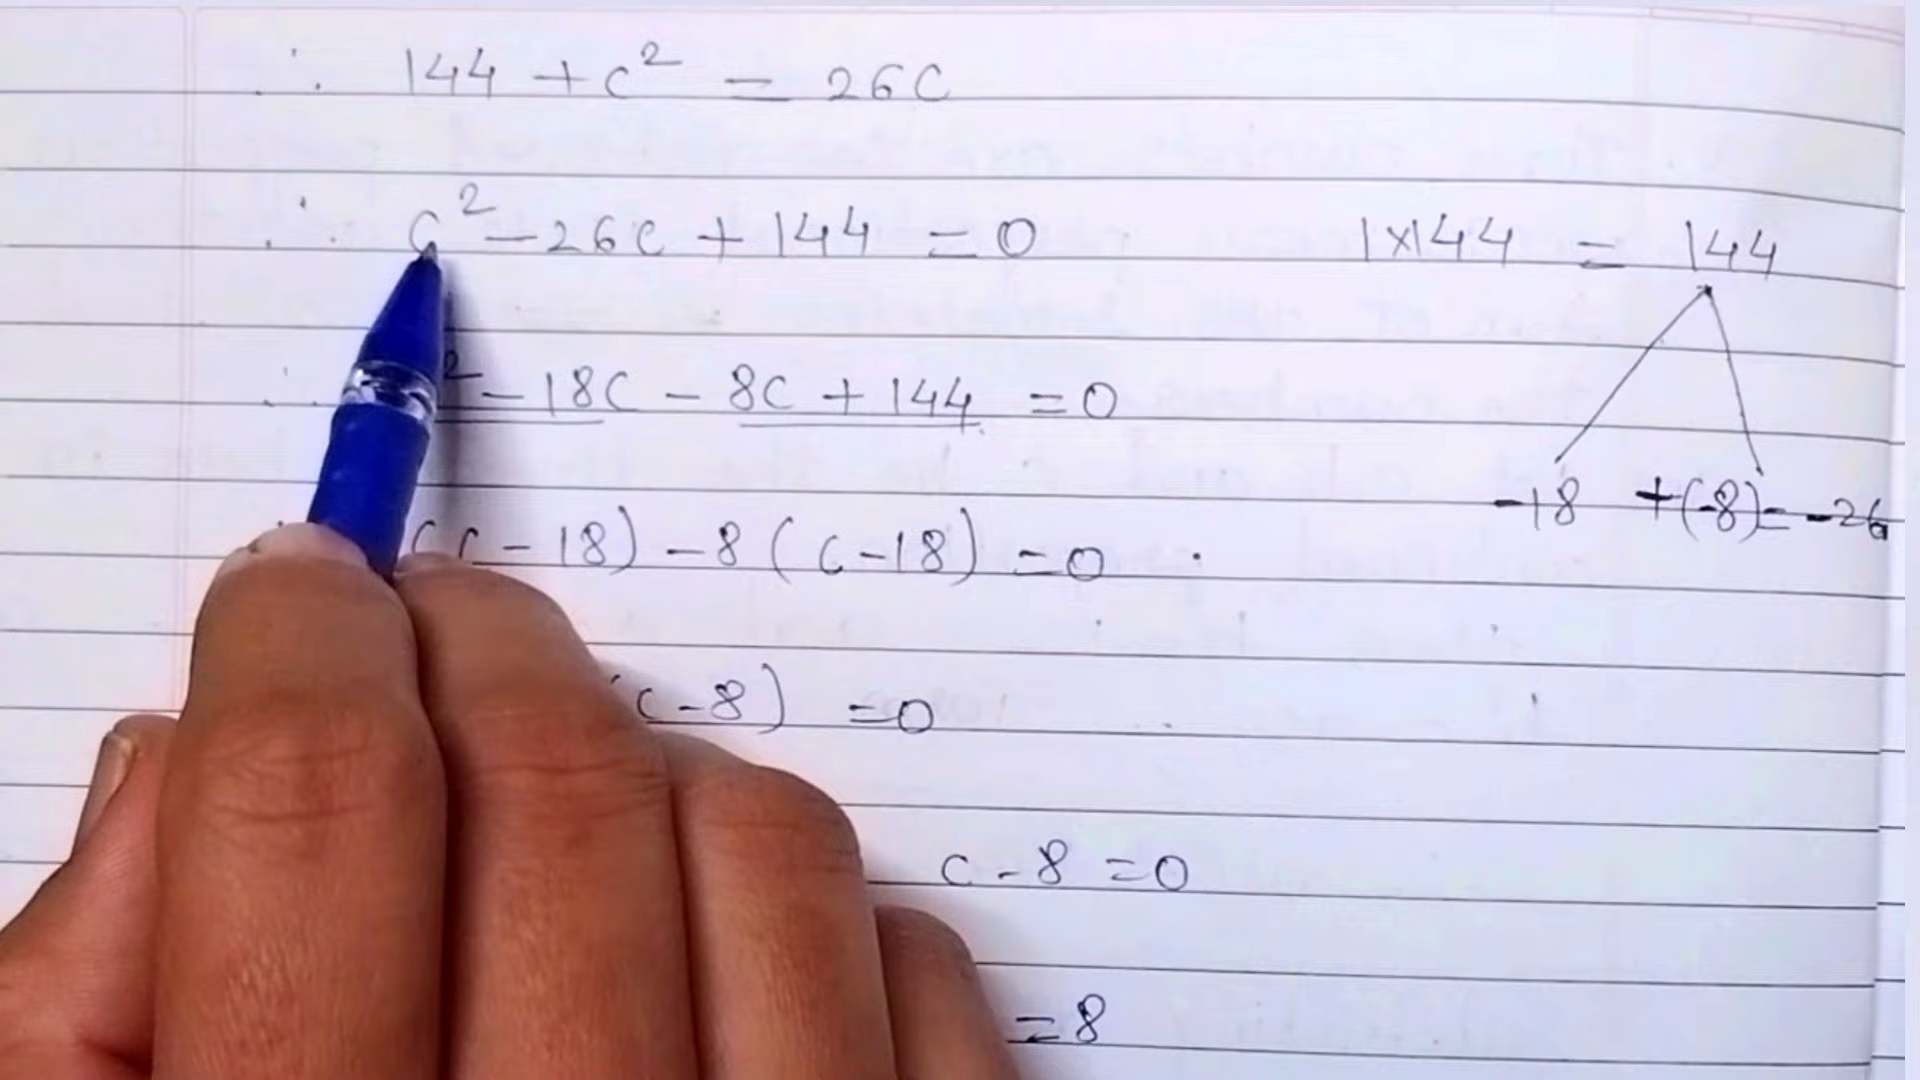 ∴ 144 + c² = 26c
∴ c² - 26c + 144 = 0
1×144 = 144
∴ ² - 18c - 8c + 144 = 0
-18 +(-8) = -26
(c - 18) - 8 (c - 18) = 0
(c - 8) = 0
c - 8 = 0
= 8